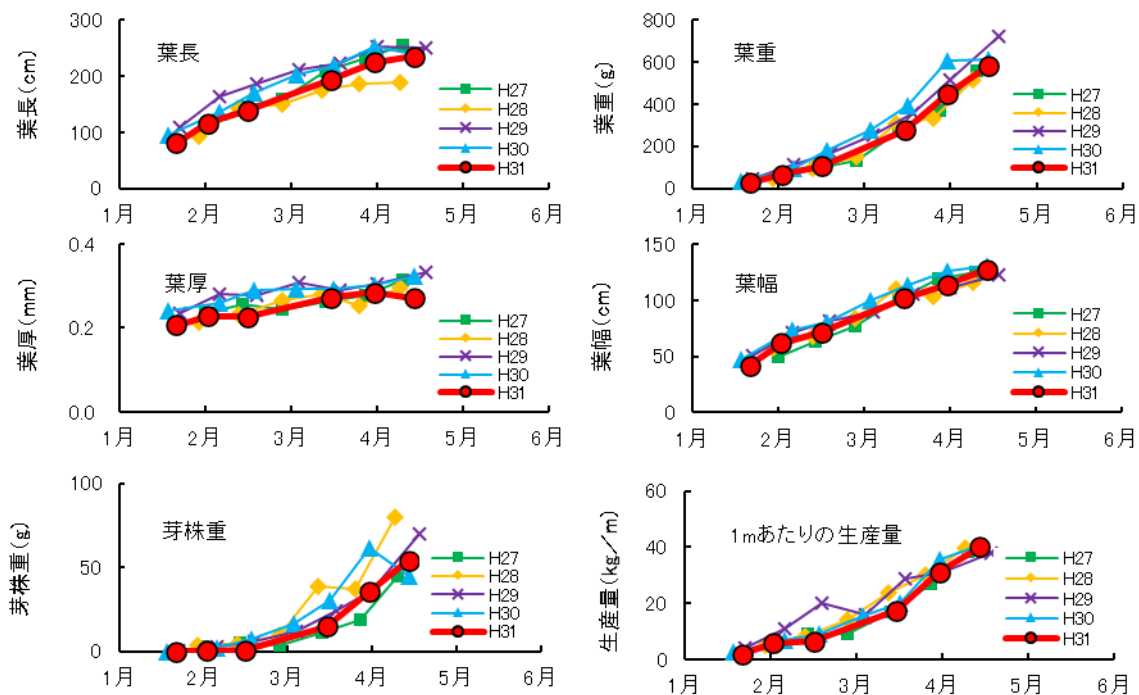 葉長
葉長(cm)
300
200
100
0
1月 2月 3月 4月 5月 6月
H27
H28
H29
H30
H31
葉重
葉重(g)
800
600
400
200
0
1月 2月 3月 4月 5月 6月
H27
H28
H29
H30
H31
葉厚
葉厚(mm)
0.4
0.2
0.0
1月 2月 3月 4月 5月 6月
H27
H28
H29
H30
H31
葉幅
葉幅(cm)
150
100
50
0
1月 2月 3月 4月 5月 6月
H27
H28
H29
H30
H31
芽株重
芽株重(g)
100
50
0
1月 2月 3月 4月 5月 6月
H27
H28
H29
H30
H31
1mあたりの生産量
生産量(kg/m)
60
40
20
0
1月 2月 3月 4月 5月 6月
H27
H28
H29
H30
H31